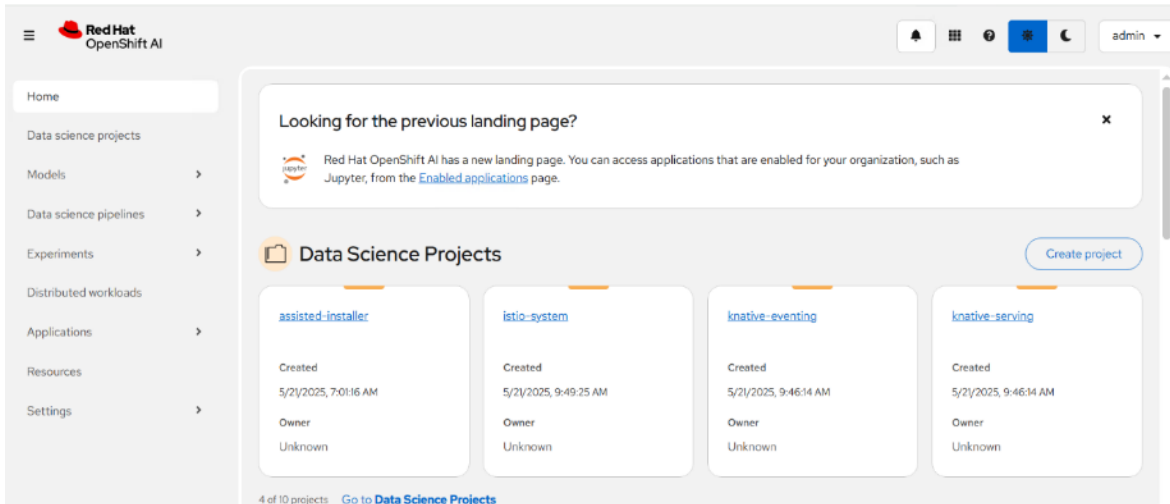 Red Hat
OpenShift AI
admin
Home
Data science projects
Models
Data science pipelines
Experiments
Distributed workloads
Applications
Resources
Settings
Looking for the previous landing page?
jupyter
Red Hat OpenShift AI has a new landing page. You can access applications that are enabled for your organization, such as
Jupyter, from the Enabled applications page.
Data Science Projects
Create project
assisted-installer
Created
5/21/2025, 7:01:16 AM
Owner
Unknown
istio-system
Created
5/21/2025, 9:49:25 AM
Owner
Unknown
knative-eventing
Created
5/21/2025, 9:46:14 AM
Owner
Unknown
knative-serving
Created
5/21/2025, 9:46:14 AM
Owner
Unknown
4 of 10 projects Go to Data Science Projects